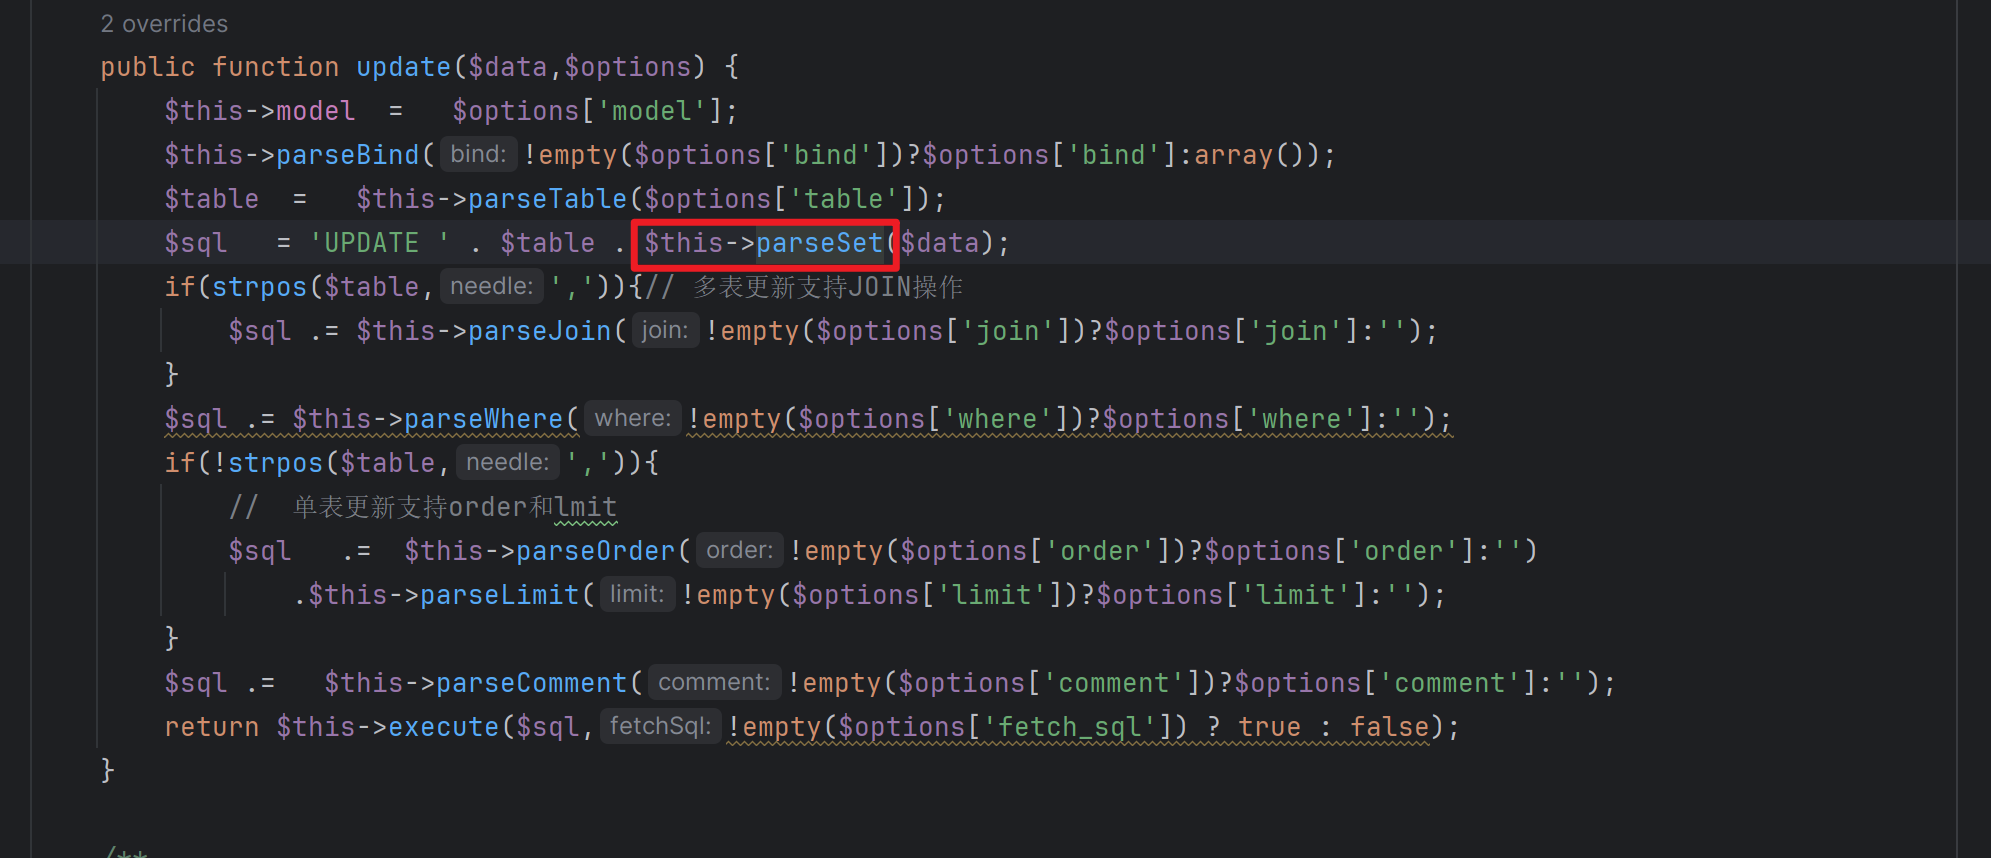 2 overrides
public function update($data,$options) {
$this->model  =   $options['model'];
$this->parseBind( bind: !empty($options['bind'])?$options['bind']:array());
$table  =   $this->parseTable($options['table']);
$sql   = 'UPDATE ' . $table . $this->parseSet($data);
if(strpos($table, needle: ',')){// 多表更新支持JOIN操作
$sql .= $this->parseJoin( join: !empty($options['join'])?$options['join']:'');
}
$sql .= $this->parseWhere( where: !empty($options['where'])?$options['where']:'');
if(!strpos($table, needle: ',')){
//  单表更新支持order和lmit
$sql   .=  $this->parseOrder( order: !empty($options['order'])?$options['order']:'')
.$this->parseLimit( limit: !empty($options['limit'])?$options['limit']:'');
}
$sql .=   $this->parseComment( comment: !empty($options['comment'])?$options['comment']:'');
return $this->execute($sql, fetchSql: !empty($options['fetch_sql']) ? true : false);
}
/**